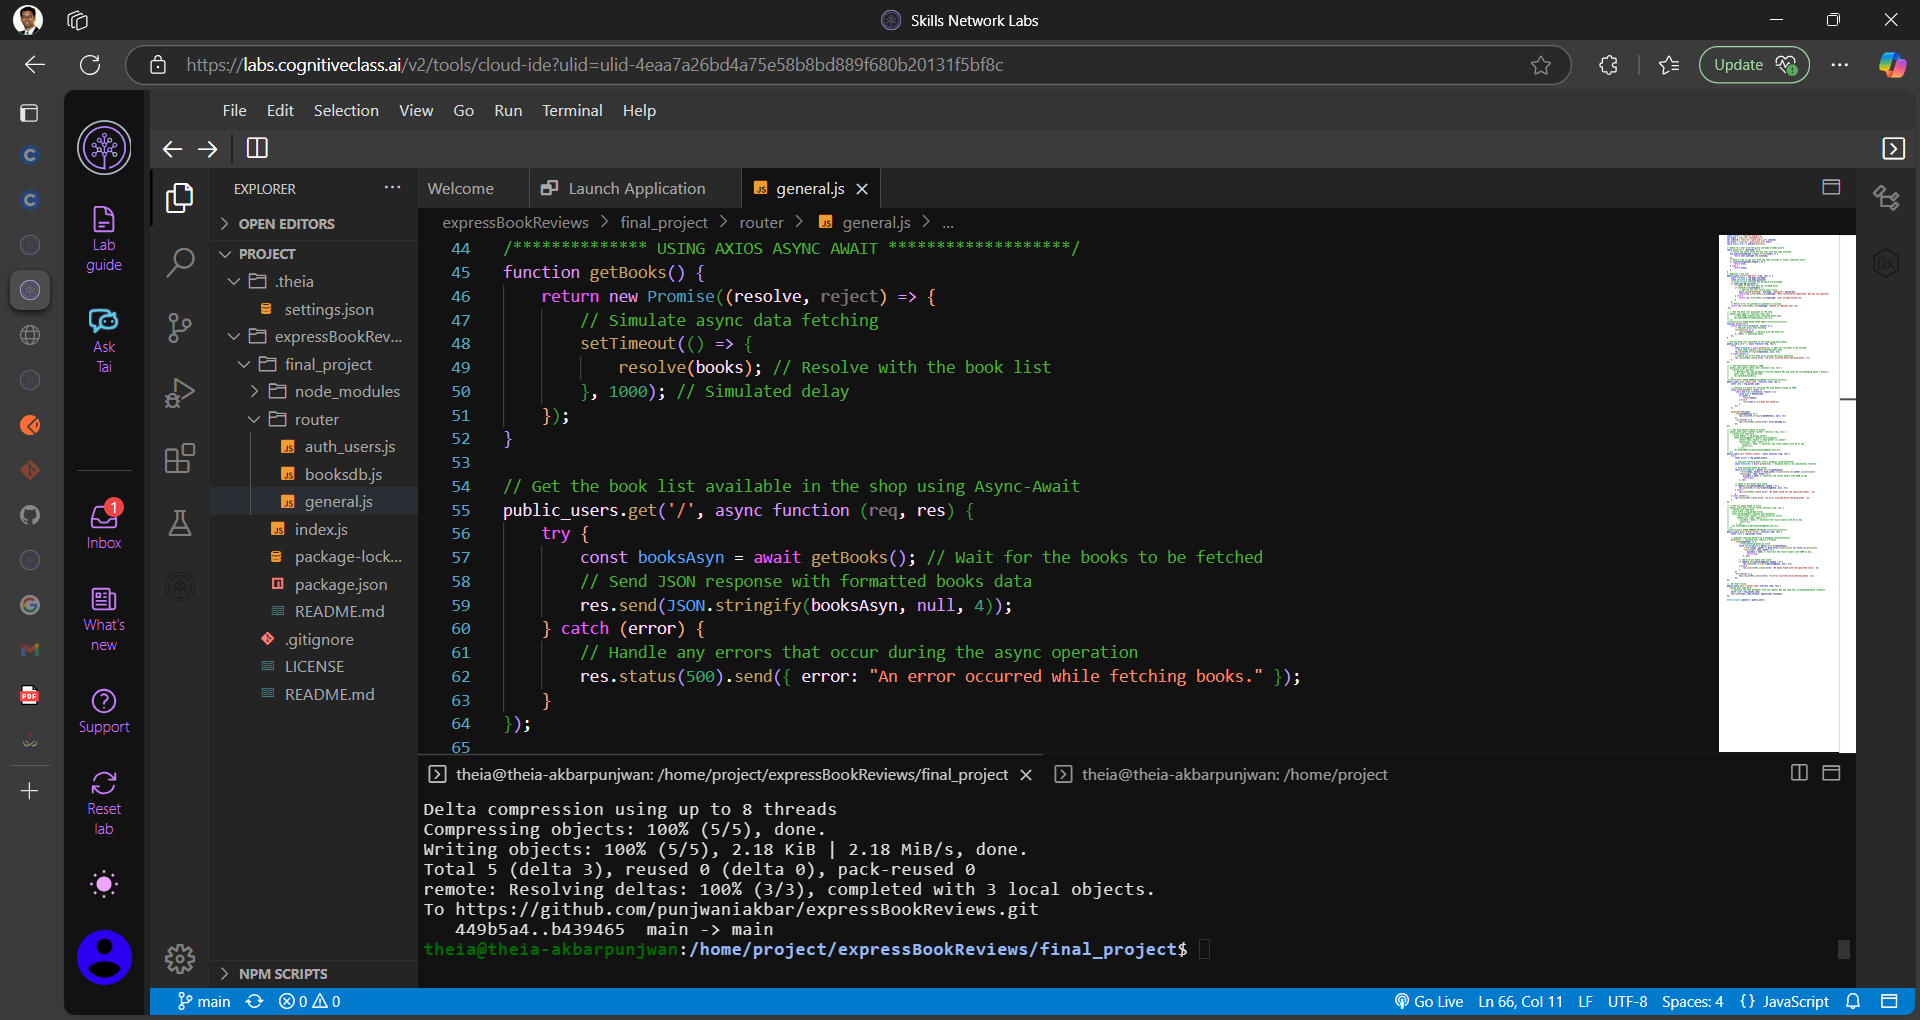 Skills Network Labs
https://labs.cognitiveclass.ai/v2/tools/cloud-ide?ulid=ulid-4eaa7a26bd4a75e58b8bd889f680b20131f5bf8c
Update
File Edit Selection View Go Run Terminal Help
Lab guide
Ask Tai
1
Inbox
What's new
Support
Reset lab
EXPLORER
OPEN EDITORS
PROJECT
.theia
settings.json
expressBookRev...
final_project
node_modules
router
JS auth_users.js
JS booksdb.js
JS general.js
JS index.js
package-lock...
package.json
README.md
.gitignore
LICENSE
README.md
NPM SCRIPTS
Welcome Launch Application JS general.js
expressBookReviews > final_project > router > JS general.js > ...
44 /************** USING AXIOS ASYNC AWAIT *******************/
45 function getBooks() {
46 return new Promise((resolve, reject) => {
47 // Simulate async data fetching
48 setTimeout(() => {
49 resolve(books); // Resolve with the book list
50 }, 1000); // Simulated delay
51 });
52 }
53
54 // Get the book list available in the shop using Async-Await
55 public_users.get('/', async function (req, res) {
56 try {
57 const booksAsyn = await getBooks(); // Wait for the books to be fetched
58 // Send JSON response with formatted books data
59 res.send(JSON.stringify(booksAsyn, null, 4));
60 } catch (error) {
61 // Handle any errors that occur during the async operation
62 res.status(500).send({ error: "An error occurred while fetching books." });
63 }
64 });
65
theia@theia-akbarpunjwan: /home/project/expressBookReviews/final_project theia@theia-akbarpunjwan: /home/project
Delta compression using up to 8 threads
Compressing objects: 100% (5/5), done.
Writing objects: 100% (5/5), 2.18 KiB | 2.18 MiB/s, done.
Total 5 (delta 3), reused 0 (delta 0), pack-reused 0
remote: Resolving deltas: 100% (3/3), completed with 3 local objects.
To https://github.com/punjwaniakbar/expressBookReviews.git
449b5a4..b439465 main -> main
theia@theia-akbarpunjwan:/home/project/expressBookReviews/final_project$
main 0 0 Go Live Ln 66, Col 11 LF UTF-8 Spaces: 4 {} JavaScript